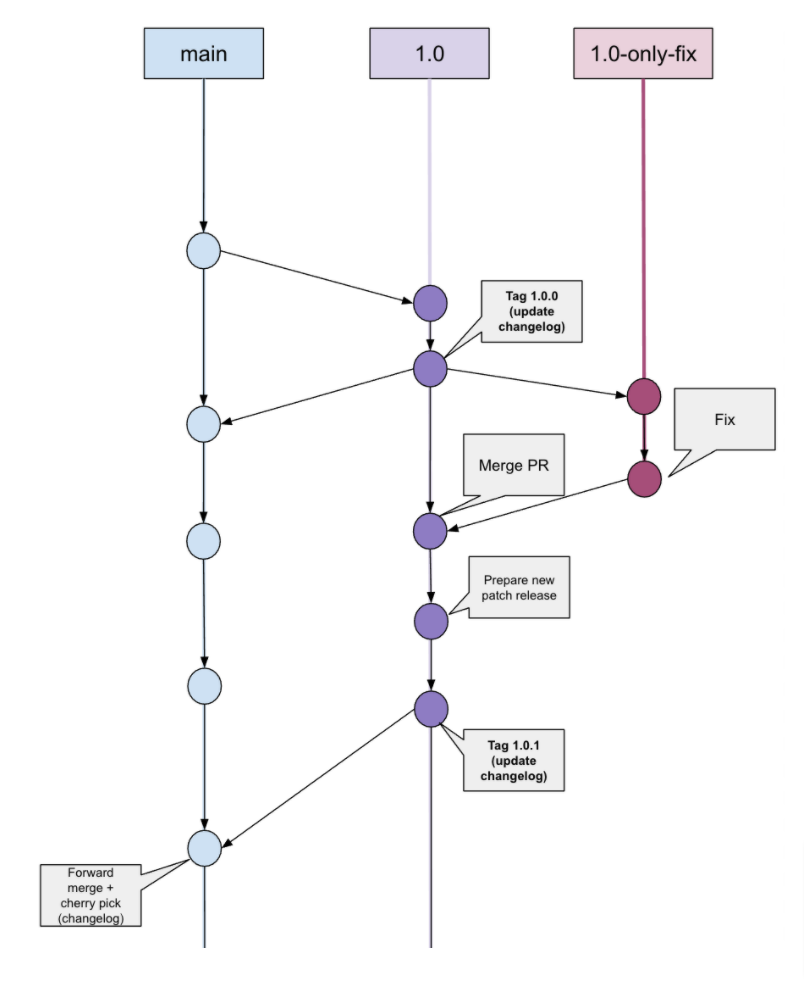 main
1.0
1.0-only-fix
Tag 1.0.0
(update
changelog)
Fix
Merge PR
Prepare new
patch release
Tag 1.0.1
(update
changelog)
Forward
merge +
cherry pick
(changelog)